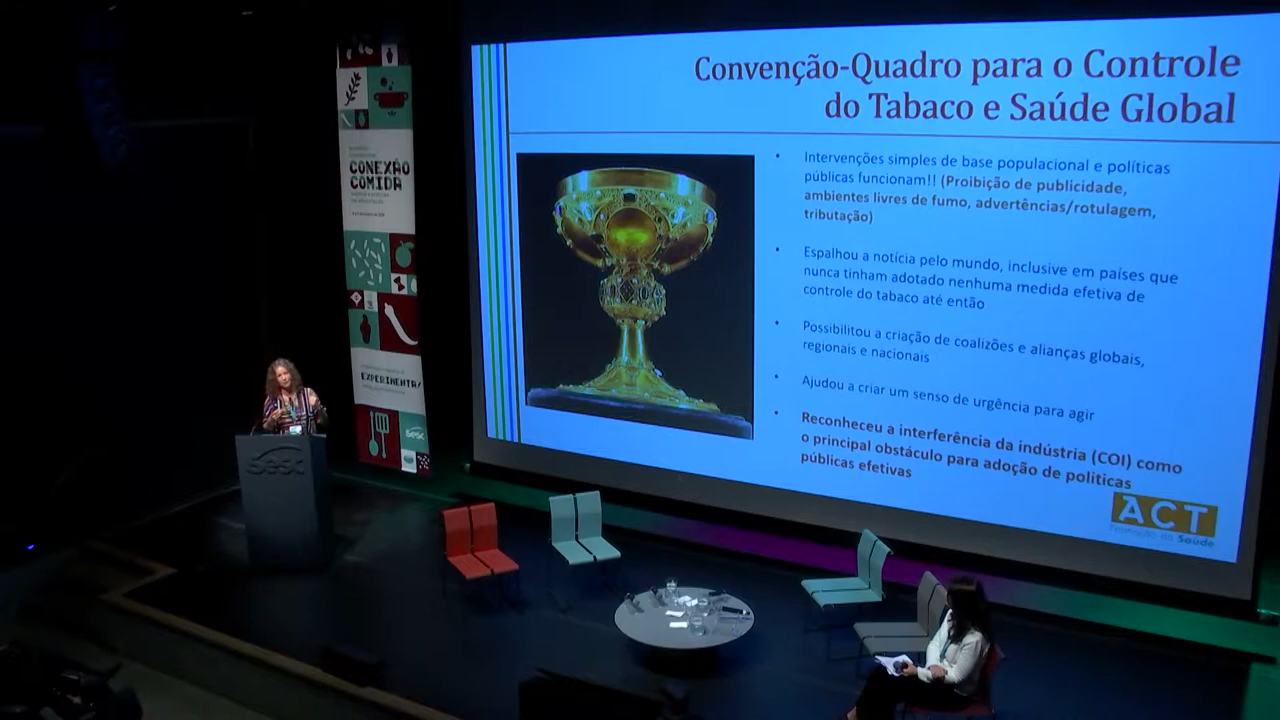 Convenção-Quadro para o Controle
do Tabaco e Saúde Global
Intervenções simples de base populacional e políticas
públicas funcionam!! (Proibição de publicidade,
ambientes livres de fumo, advertências/rotulagem,
tributação)
Espalhou a notícia pelo mundo, inclusive em países que
nunca tinham adotado nenhuma medida efetiva de
controle do tabaco até então
Possibilitou a criação de coalizões e alianças globais,
regionais e nacionais
Ajudou a criar um senso de urgência para agir
Reconheceu a interferência da indústria (COI) como
o principal obstáculo para adoção de políticas
públicas efetivas
ACT
Promoção da Saúde
CONEXÃO
COMIDA
EXPERIMENTA!
Sesc
sesc